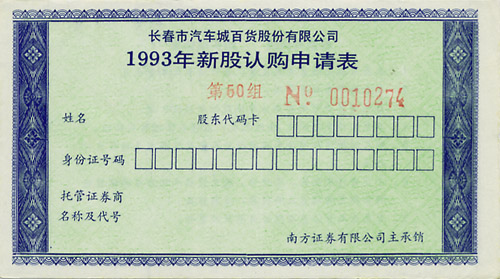 长春市汽车城百货股份有限公司
1993年新股认购申请表
第60组 Nº 0010274
姓名 股东代码卡
身份证号码
托管证券商
名称及代号
南方证券有限公司主承销